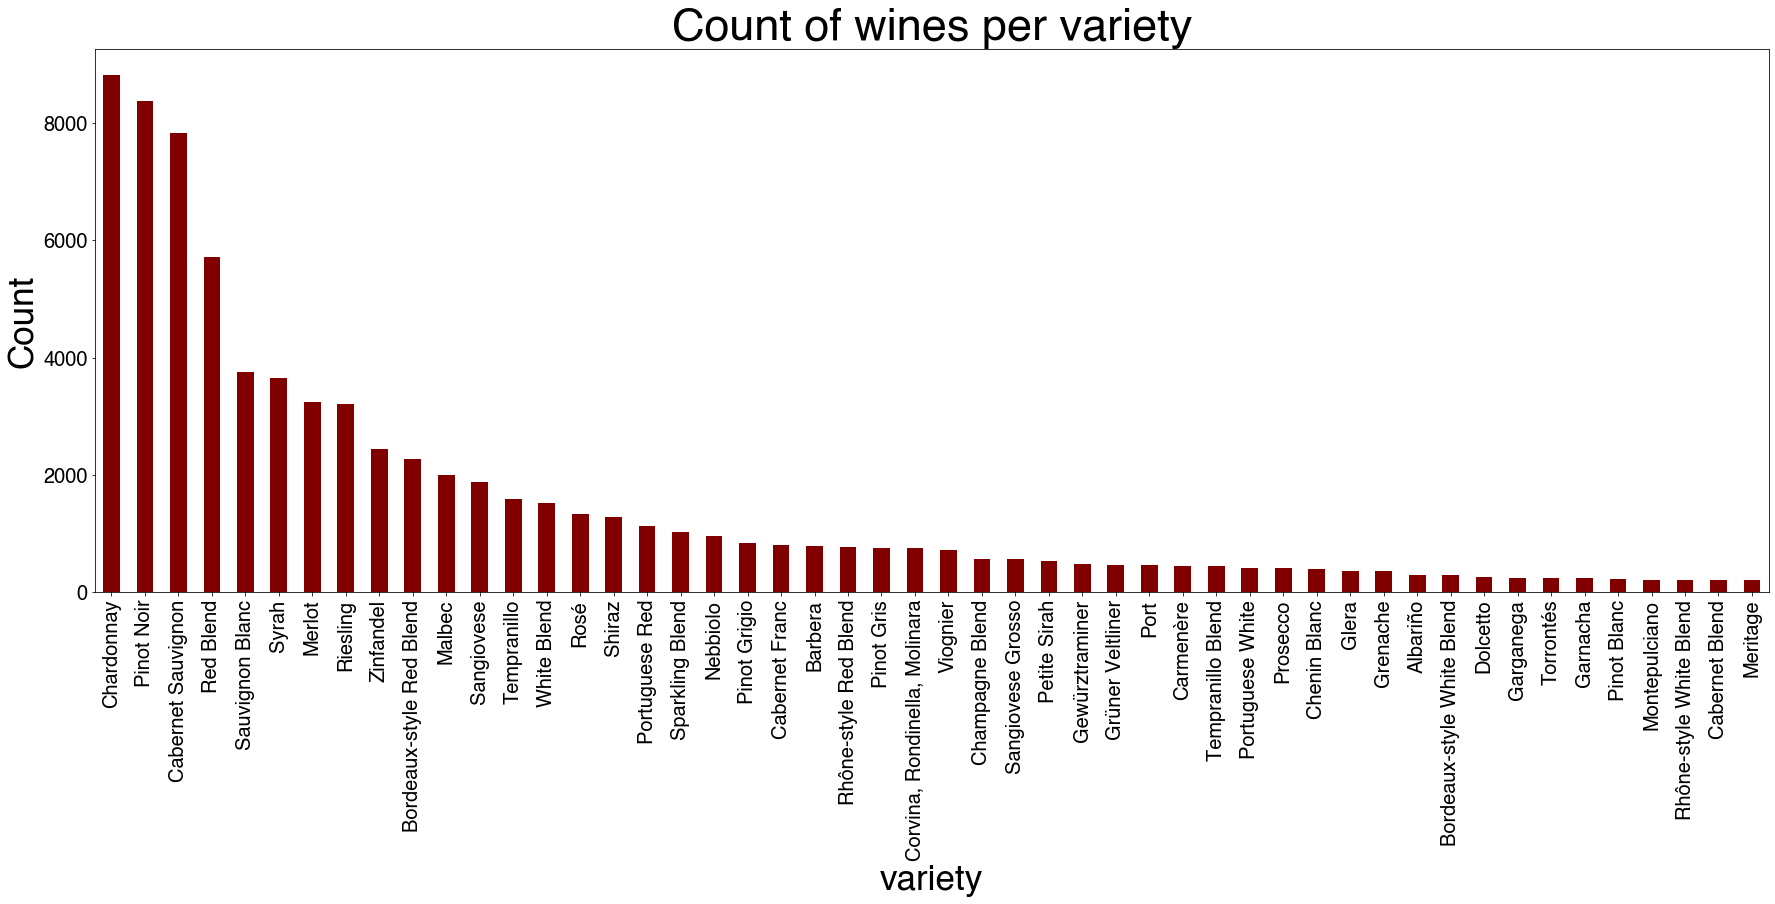 Count of wines per variety
Count
8000
6000
4000
2000
0
Chardonnay
Pinot Noir
Cabernet Sauvignon
Red Blend
Sauvignon Blanc
Syrah
Merlot
Riesling
Zinfandel
Bordeaux-style Red Blend
Malbec
Sangiovese
Tempranillo
White Blend
Rosé
Shiraz
Portuguese Red
Sparkling Blend
Nebbiolo
Pinot Grigio
Cabernet Franc
Barbera
Rhône-style Red Blend
Pinot Gris
Corvina, Rondinella, Molinara
Viognier
Champagne Blend
Sangiovese Grosso
Petite Sirah
Gewürztraminer
Grüner Veltliner
Port
Carmenère
Tempranillo Blend
Portuguese White
Prosecco
Chenin Blanc
Glera
Grenache
Albariño
Bordeaux-style White Blend
Dolcetto
Garganega
Torrontés
Garnacha
Pinot Blanc
Montepulciano
Rhône-style White Blend
Cabernet Blend
Meritage
variety